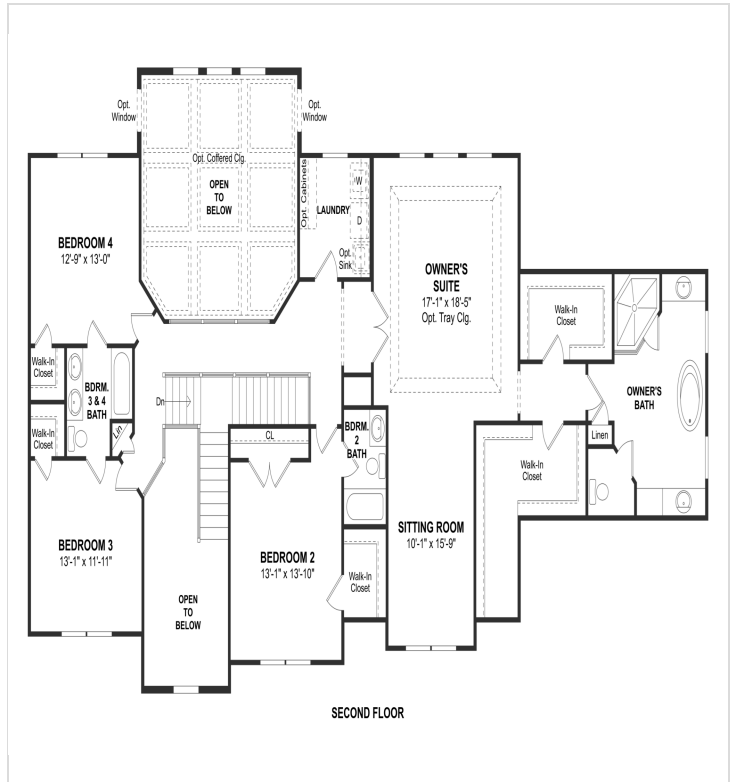 Opt.
Window
Opt.
Window
Opt. Coffered Clg.
OPEN
TO
BELOW
Opt. Cabinets
W
LAUNDRY
D
Opt.
Sink
BEDROOM 4
12'-9" x 13'-0"
OWNER'S
SUITE
17'-1" x 18'-5"
Opt. Tray Clg.
Walk-In
Closet
Walk-In
Closet
BDRM.
3 & 4
BATH
Dn
OWNER'S
BATH
Walk-In
Closet
Lin
CL
BDRM.
2
BATH
Linen
Walk-In
Closet
BEDROOM 3
13'-1" x 11'-11"
OPEN
TO
BELOW
BEDROOM 2
13'-1" x 13'-10"
Walk-In
Closet
SITTING ROOM
10'-1" x 15'-9"
SECOND FLOOR